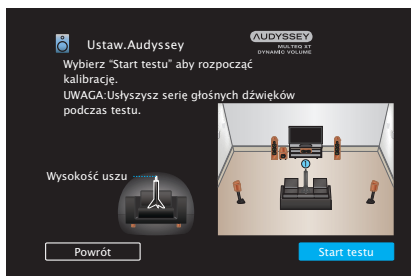 Ustaw.Audyssey
AUDYSSEY
MULTEQ XT
DYNAMIC VOLUME
Wybierz "Start testu" aby rozpocząć
kalibrację.
UWAGA:Usłyszysz serię głośnych dźwięków
podczas testu.
Wysokość uszu
Powrót
Start testu